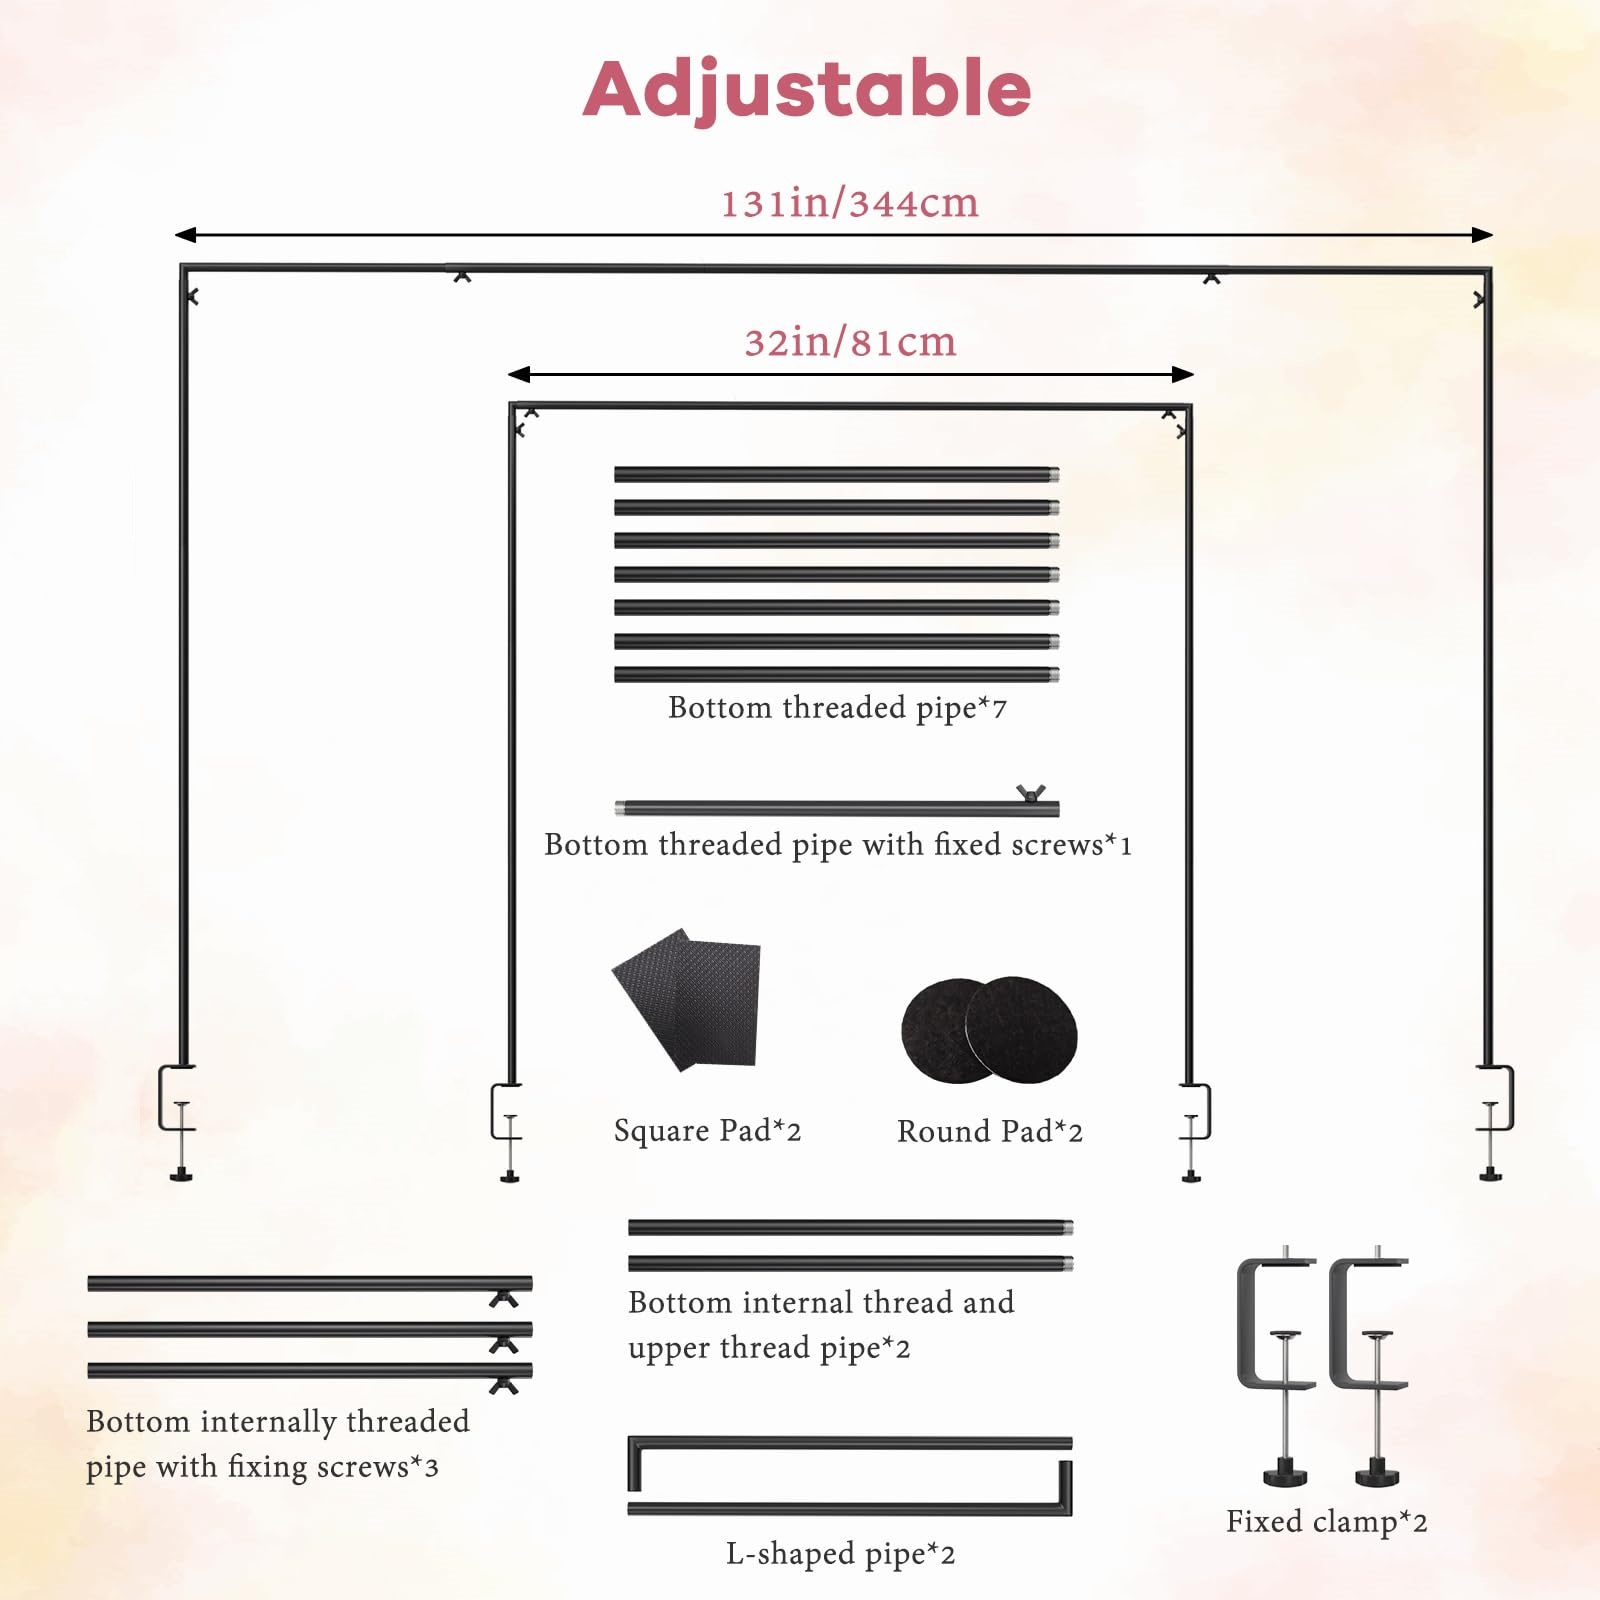 Adjustable
131in/344cm
32in/81cm
Bottom threaded pipe*7
Bottom threaded pipe with fixed screws*1
Square Pad*2
Round Pad*2
Bottom internally threaded
pipe with fixing screws*3
Bottom internal thread and
upper thread pipe*2
L-shaped pipe*2
Fixed clamp*2